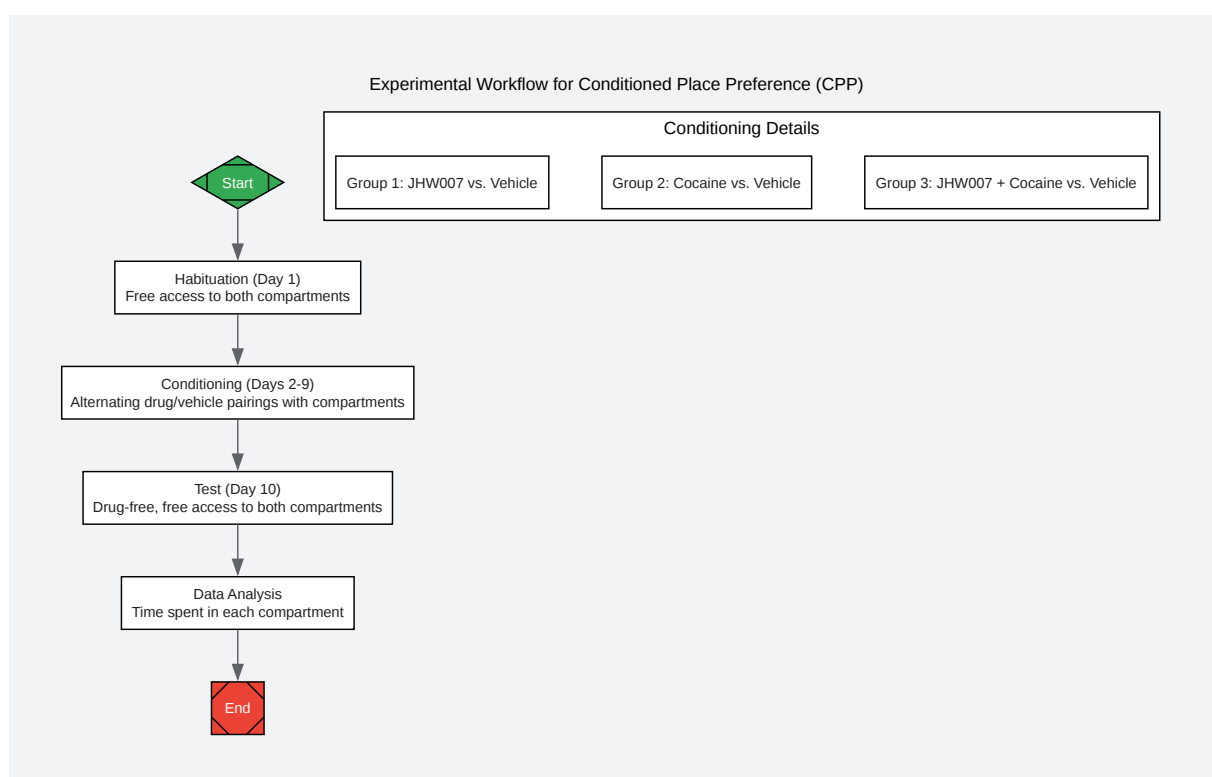 Experimental Workflow for Conditioned Place Preference (CPP)
Conditioning Details
Group 1: JHW007 vs. Vehicle
Group 2: Cocaine vs. Vehicle
Group 3: JHW007 + Cocaine vs. Vehicle
Start
Habituation (Day 1)
Free access to both compartments
Conditioning (Days 2-9)
Alternating drug/vehicle pairings with compartments
Test (Day 10)
Drug-free, free access to both compartments
Data Analysis
Time spent in each compartment
End